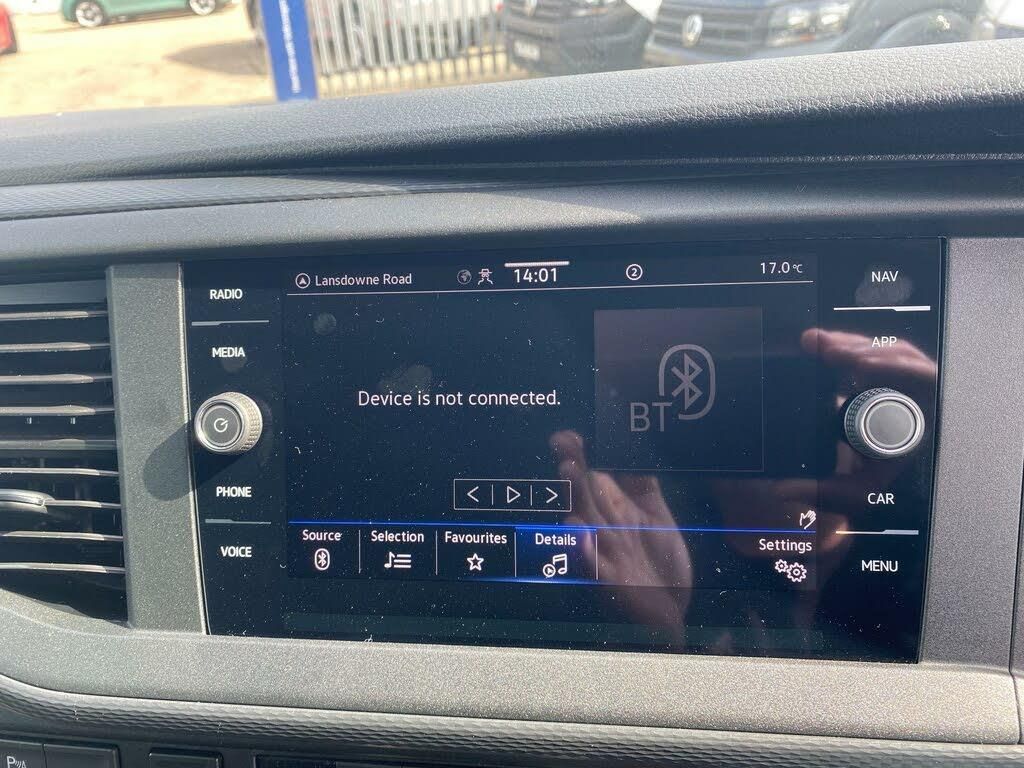 Lansdowne Road
14:01
2
17.0 °C
RADIO
MEDIA
PHONE
VOICE
Device is not connected.
BT
Source
Selection
Favourites
Details
Settings
NAV
APP
CAR
MENU
P